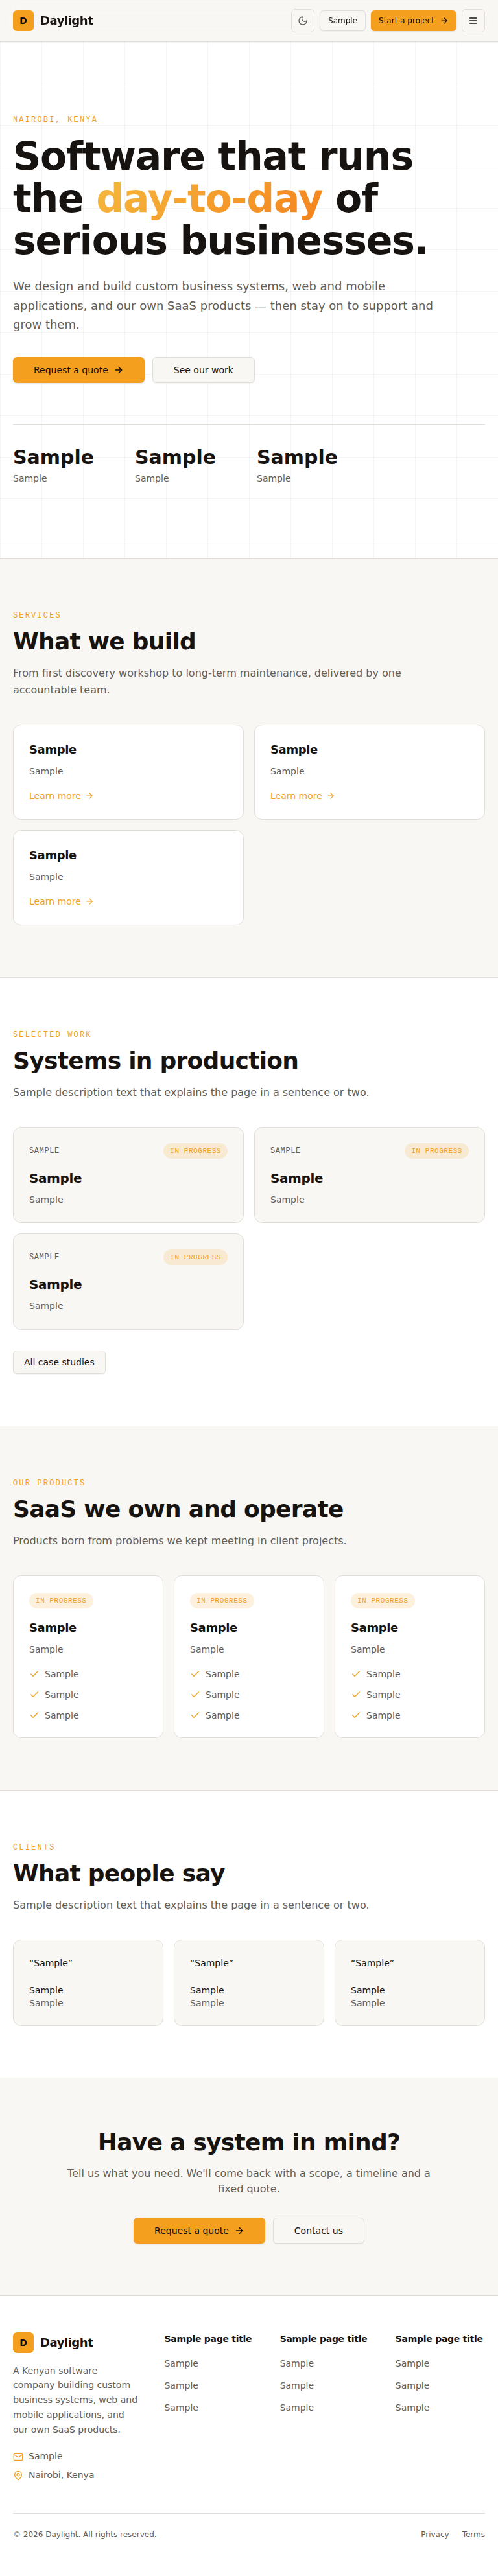 D Daylight Sample Start a project
NAIROBI, KENYA
Software that runs
the day-to-day of
serious businesses.
We design and build custom business systems, web and mobile
applications, and our own SaaS products — then stay on to support and
grow them.
Request a quote See our work
Sample Sample Sample
Sample Sample Sample
SERVICES
What we build
From first discovery workshop to long-term maintenance, delivered by one
accountable team.
Sample Sample
Sample Sample
Learn more Learn more
Sample
Sample
Learn more
SELECTED WORK
Systems in production
Sample description text that explains the page in a sentence or two.
SAMPLE IN PROGRESS SAMPLE IN PROGRESS
Sample Sample
Sample Sample
SAMPLE IN PROGRESS
Sample
Sample
All case studies
OUR PRODUCTS
SaaS we own and operate
Products born from problems we kept meeting in client projects.
IN PROGRESS IN PROGRESS IN PROGRESS
Sample Sample Sample
Sample Sample Sample
Sample Sample Sample
Sample Sample Sample
Sample Sample Sample
CLIENTS
What people say
Sample description text that explains the page in a sentence or two.
“Sample” “Sample” “Sample”
Sample Sample Sample
Sample Sample Sample
Have a system in mind?
Tell us what you need. We'll come back with a scope, a timeline and a
fixed quote.
Request a quote Contact us
D Daylight
A Kenyan software
company building custom
business systems, web and
mobile applications, and
our own SaaS products.
Sample
Nairobi, Kenya
Sample page title
Sample
Sample
Sample
Sample page title
Sample
Sample
Sample
Sample page title
Sample
Sample
Sample
© 2026 Daylight. All rights reserved. Privacy Terms